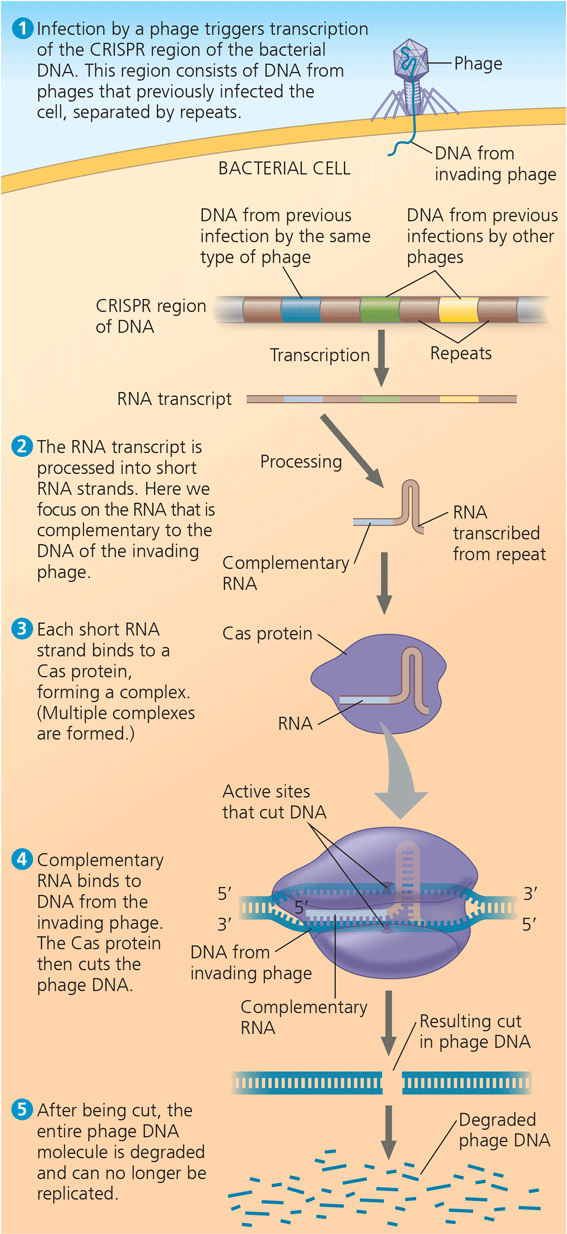 1 Infection by a phage triggers transcription
of the CRISPR region of the bacterial
DNA. This region consists of DNA from
phages that previously infected the
cell, separated by repeats.
Phage
DNA from
invading phage
BACTERIAL CELL
DNA from previous
infection by the same
type of phage
DNA from previous
infections by other
phages
CRISPR region
of DNA
Transcription
Repeats
RNA transcript
2 The RNA transcript is
processed into short
RNA strands. Here we
focus on the RNA that is
complementary to the
DNA of the invading
phage.
Processing
RNA
transcribed
from repeat
Complementary
RNA
3 Each short RNA
strand binds to a
Cas protein,
forming a complex.
(Multiple complexes
are formed.)
Cas protein
RNA
Active sites
that cut DNA
4 Complementary
RNA binds to
DNA from the
invading phage.
The Cas protein
then cuts the
phage DNA.
5′
3′
5′
3′
5′
DNA from
invading phage
Complementary
RNA
Resulting cut
in phage DNA
5 After being cut, the
entire phage DNA
molecule is degraded
and can no longer be
replicated.
Degraded
phage DNA